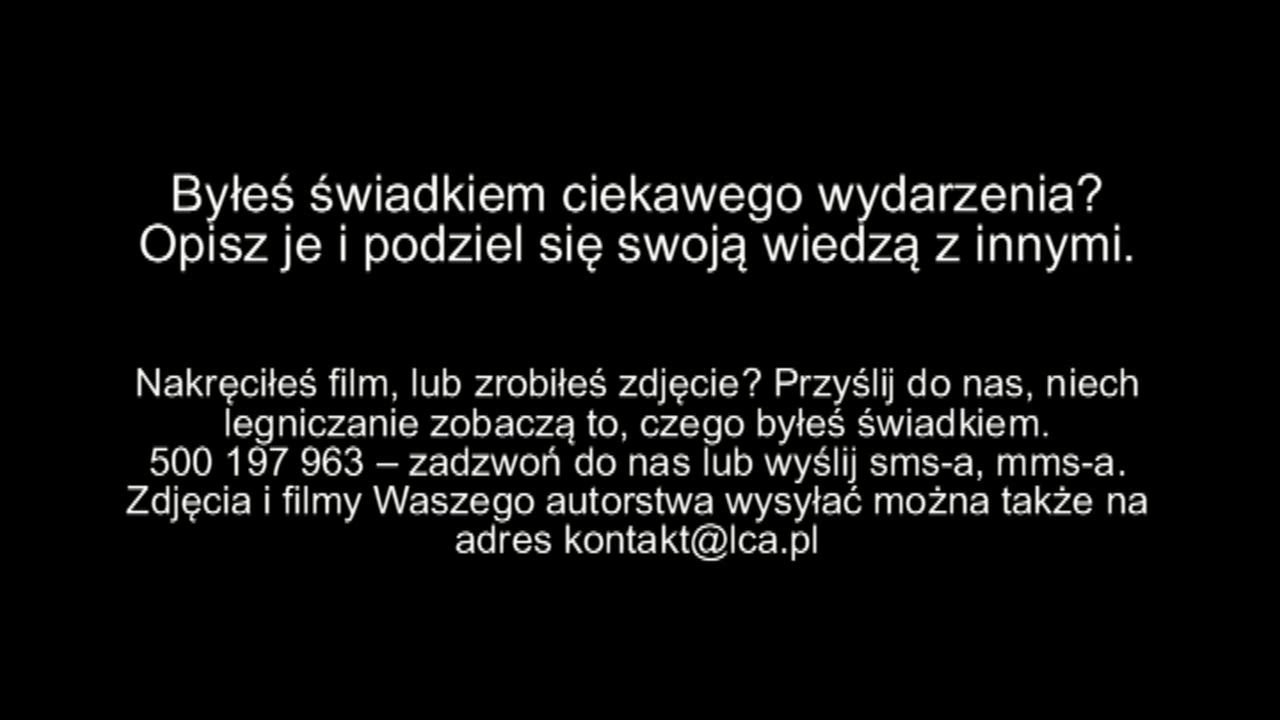 Byłeś świadkiem ciekawego wydarzenia?
Opisz je i podziel się swoją wiedzą z innymi.
Nakręciłeś film, lub zrobiłeś zdjęcie? Przyślij do nas, niech
legniczanie zobaczą to, czego byłeś świadkiem.
500 197 963 – zadzwoń do nas lub wyślij sms-a, mms-a.
Zdjęcia i filmy Waszego autorstwa wysyłać można także na
adres kontakt@lca.pl